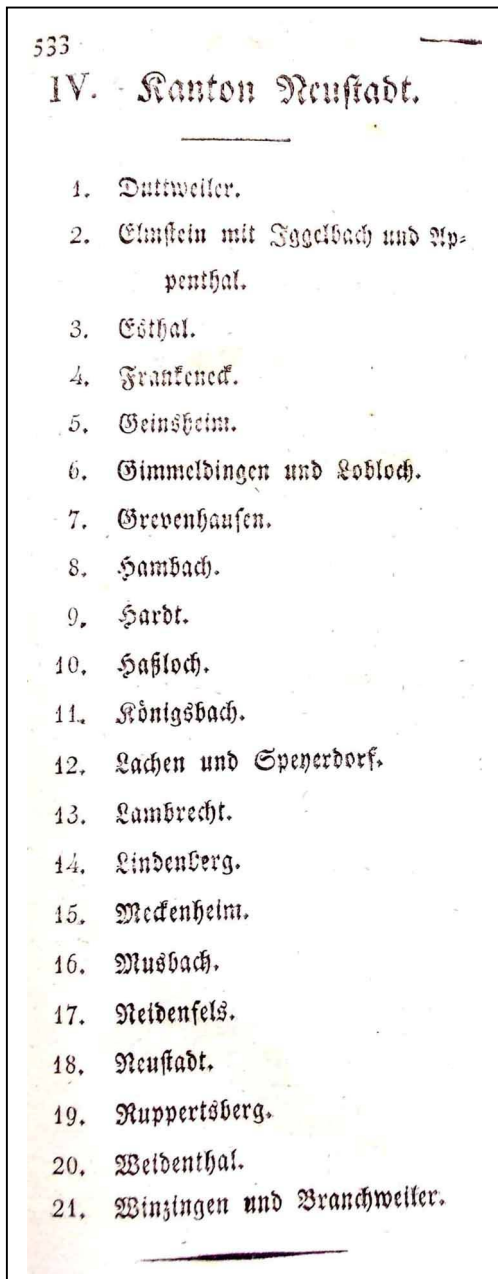 533
IV. Kanton Neustadt.
1. Duttweiler.
2. Elmstein mit Iggelbach und Ap-
penthal.
3. Esthal.
4. Frankeneck.
5. Geinsheim.
6. Gimmeldingen und Lobloch.
7. Grevenhausen.
8. Hambach.
9. Hardt.
10. Haßloch.
11. Königsbach.
12. Lachen und Speyerdorf.
13. Lambrecht.
14. Lindenberg.
15. Meckenheim.
16. Musbach.
17. Neidenfels.
18. Neustadt.
19. Ruppertsberg.
20. Weidenthal.
21. Winzingen und Branchweiler.